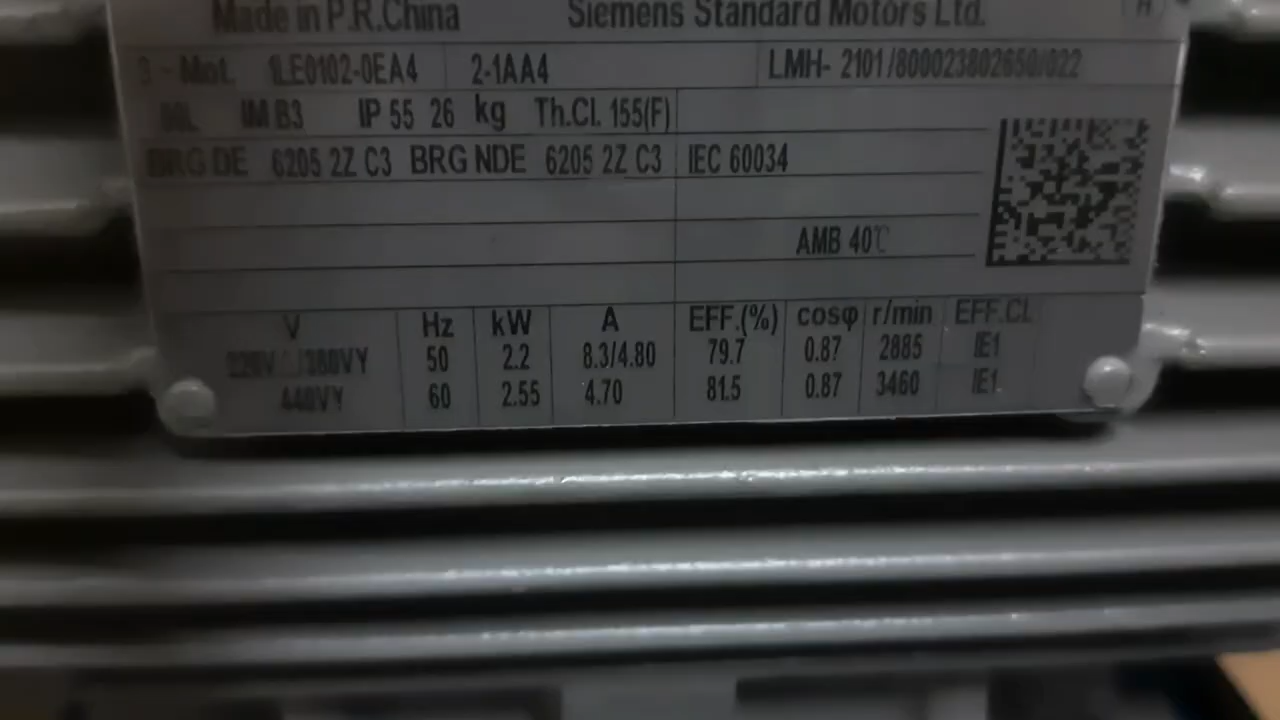 Made in P.R.China Siemens Standard Motors Ltd.
3 ~ Mot. 1LE0102-0EA4 2-1AA4 LMH- 2101/800023802650/022
IM B3 IP 55 26 kg Th.Cl. 155(F)
BRG DE 6205 2Z C3 BRG NDE 6205 2Z C3 IEC 60034
AMB 40℃
V Hz kW A EFF.(%) cosφ r/min EFF.CL
220V△/380VY 50 2.2 8.3/4.80 79.7 0.87 2885 IE1
440VY 60 2.55 4.70 81.5 0.87 3460 IE1